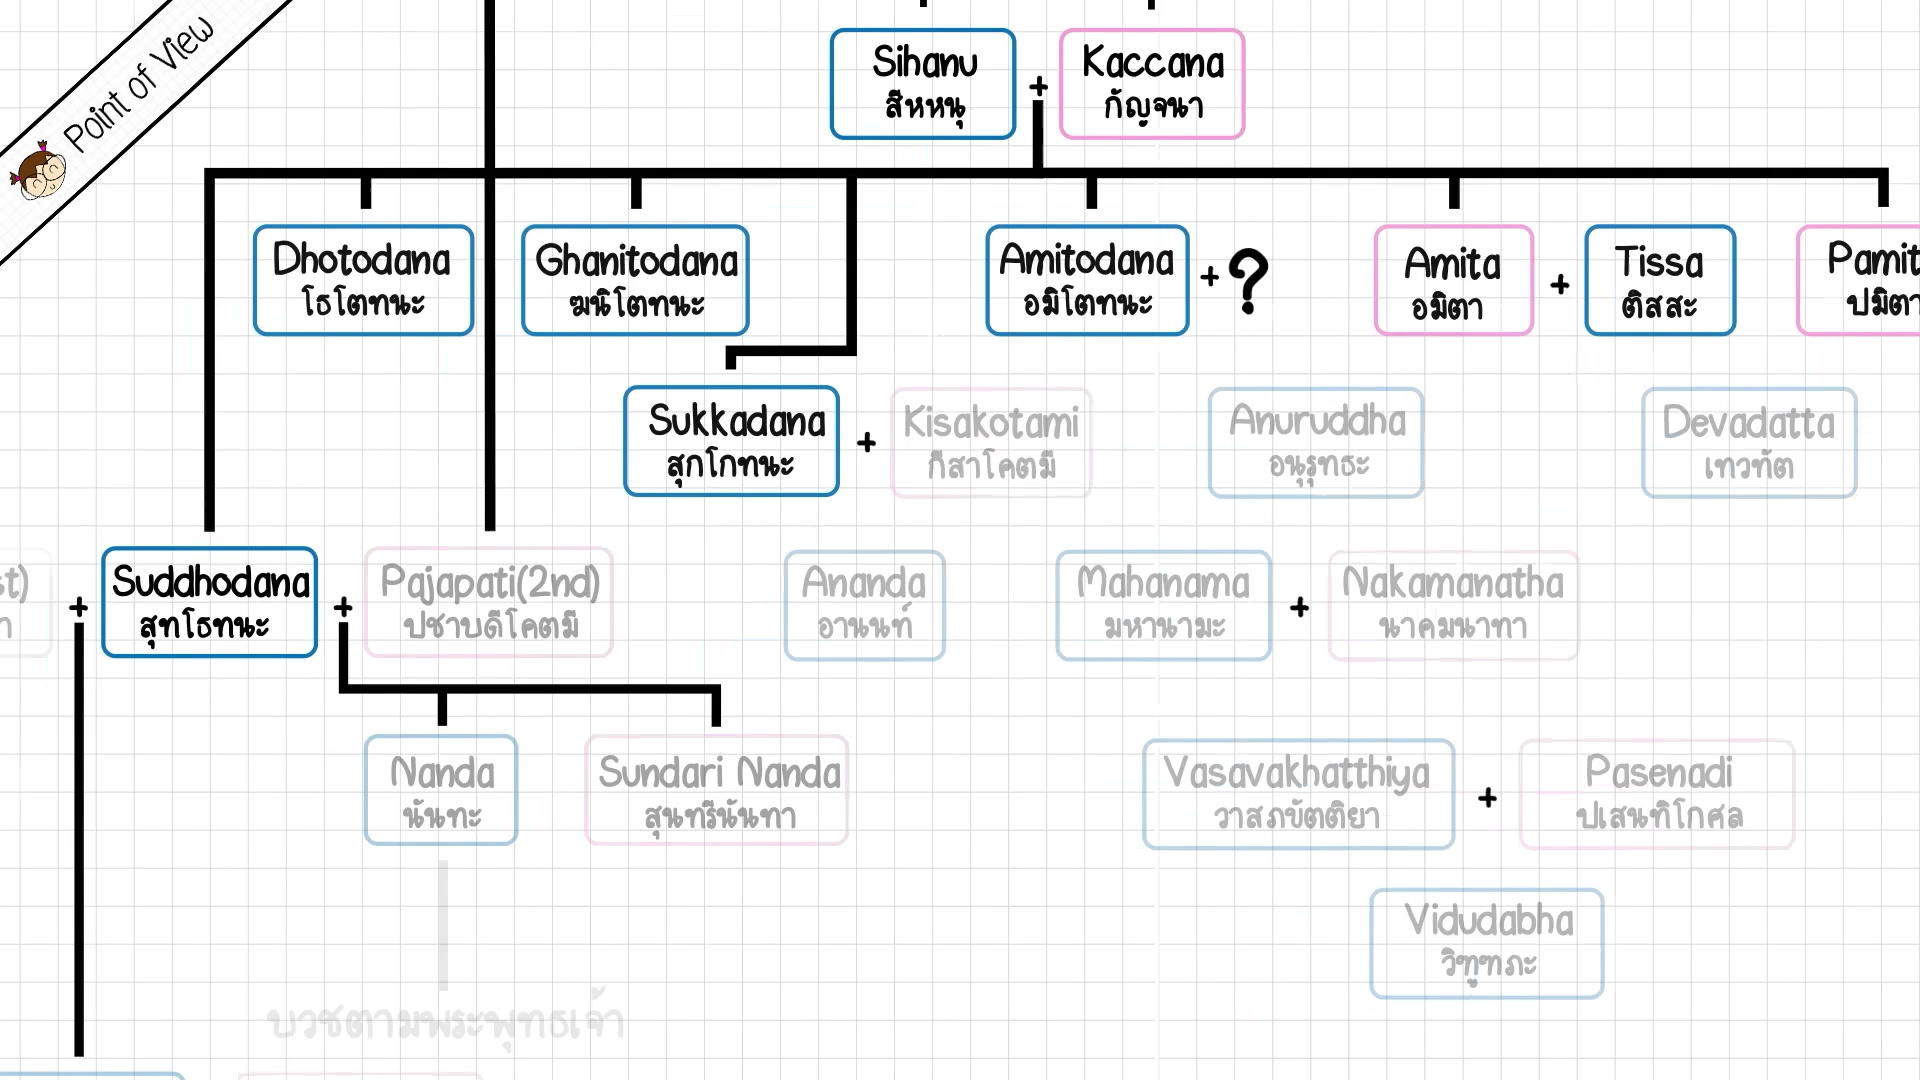 Point of View
Sihanu
สีหหนุ
+
Kaccana
กัญจนา
Dhotodana
โธโตทนะ
Ghanitodana
ฆนิโตทนะ
Amitodana
อมิโตทนะ
+ ?
Amita
อมิตา
+
Tissa
ติสสะ
Pamit
ปมิตา
Sukkadana
สุกโกทนะ
+
Kisakotami
กีสาโคตมี
Anuruddha
อนุรุทธะ
Devadatta
เทวทัต
st)
า
+
Suddhodana
สุทโธทนะ
+
Pajapati(2nd)
ปชาบดีโคตมี
Ananda
อานนท์
Mahanama
มหานามะ
+
Nakamanatha
นาคมนาทา
Nanda
นันทะ
Sundari Nanda
สุนทรีนันทา
Vasavakhatthiya
วาสภขัตติยา
+
Pasenadi
ปเสนทิโกศล
Vidudabha
วิฑูฑภะ
บวชตามพระพุทธเจ้า